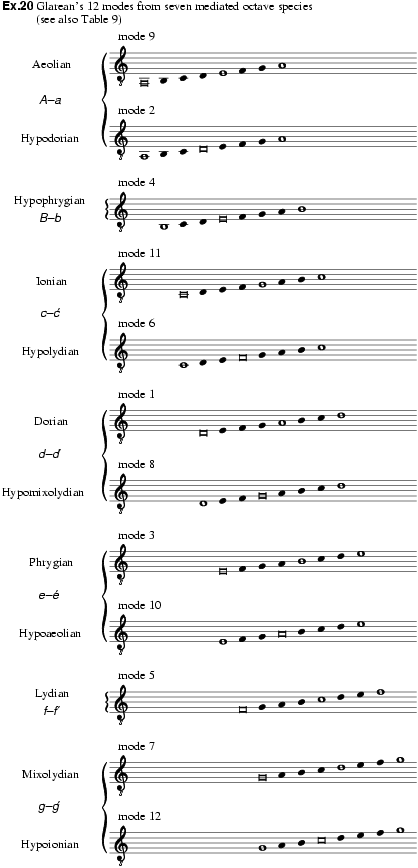 Ex.20 Glarean's 12 modes from seven mediated octave species
(see also Table 9)
mode 9
Aeolian
A–a
mode 2
Hypodorian
mode 4
Hypophrygian
B–b
mode 11
Ionian
c–c′
mode 6
Hypolydian
mode 1
Dorian
d–d′
mode 8
Hypomixolydian
mode 3
Phrygian
e–e′
mode 10
Hypoaeolian
mode 5
Lydian
f–f′
mode 7
Mixolydian
g–g′
mode 12
Hypoionian